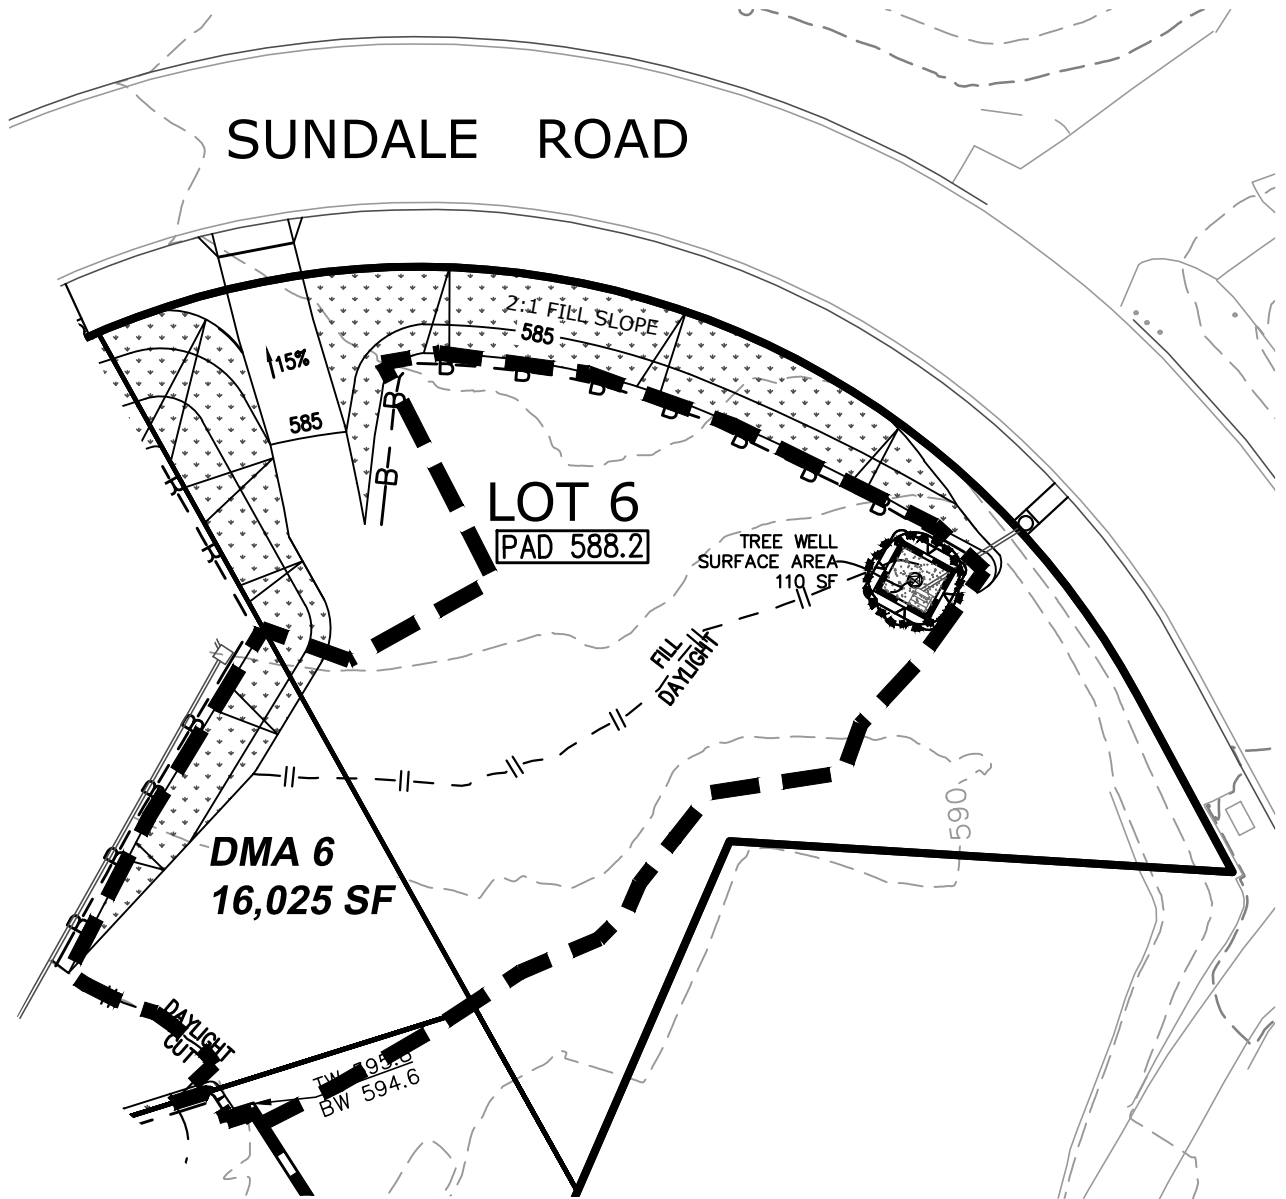 SUNDALE ROAD
2:1 FILL SLOPE
585
15%
585
B
B
B
B
B
B
B
B
B
R
R
LOT 6
PAD 588.2
TREE WELL
SURFACE AREA
110 SF
FILL
DAYLIGHT
590
B
B
B
B
DMA 6
16,025 SF
DAYLIGHT
CUT
BW 594.6